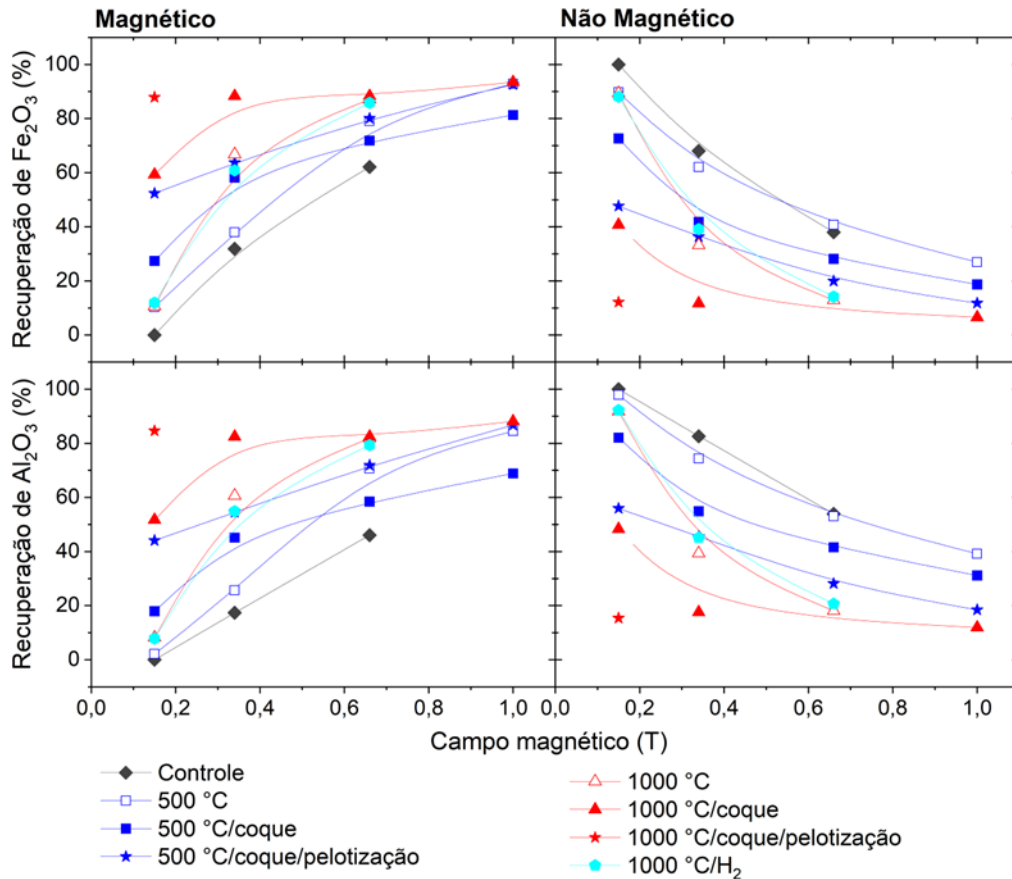 Magnético
Não Magnético
Recuperação de Fe₂O₃ (%)
100
80
60
40
20
0
Recuperação de Al₂O₃ (%)
100
80
60
40
20
0
0,0 0,2 0,4 0,6 0,8 1,0
0,0 0,2 0,4 0,6 0,8 1,0
Campo magnético (T)
Controle
500 °C
500 °C/coque
500 °C/coque/pelotização
1000 °C
1000 °C/coque
1000 °C/coque/pelotização
1000 °C/H₂